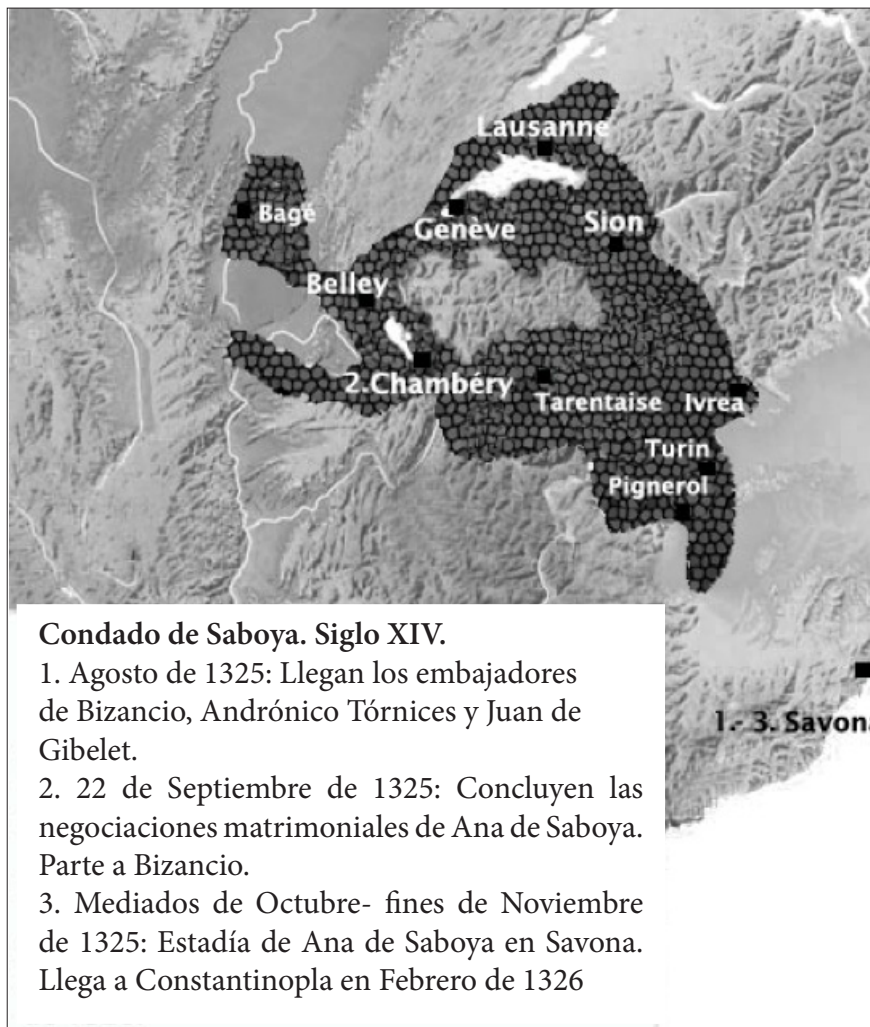 Lausanne
Bagé
Genève
Sion
Belley
2.Chambéry
Tarentaise Ivrea
Turin
Pignerol
1.- 3. Savona
Condado de Saboya. Siglo XIV.
1. Agosto de 1325: Llegan los embajadores
de Bizancio, Andrónico Tórnices y Juan de
Gibelet.
2. 22 de Septiembre de 1325: Concluyen las
negociaciones matrimoniales de Ana de Saboya.
Parte a Bizancio.
3. Mediados de Octubre- fines de Noviembre
de 1325: Estadía de Ana de Saboya en Savona.
Llega a Constantinopla en Febrero de 1326